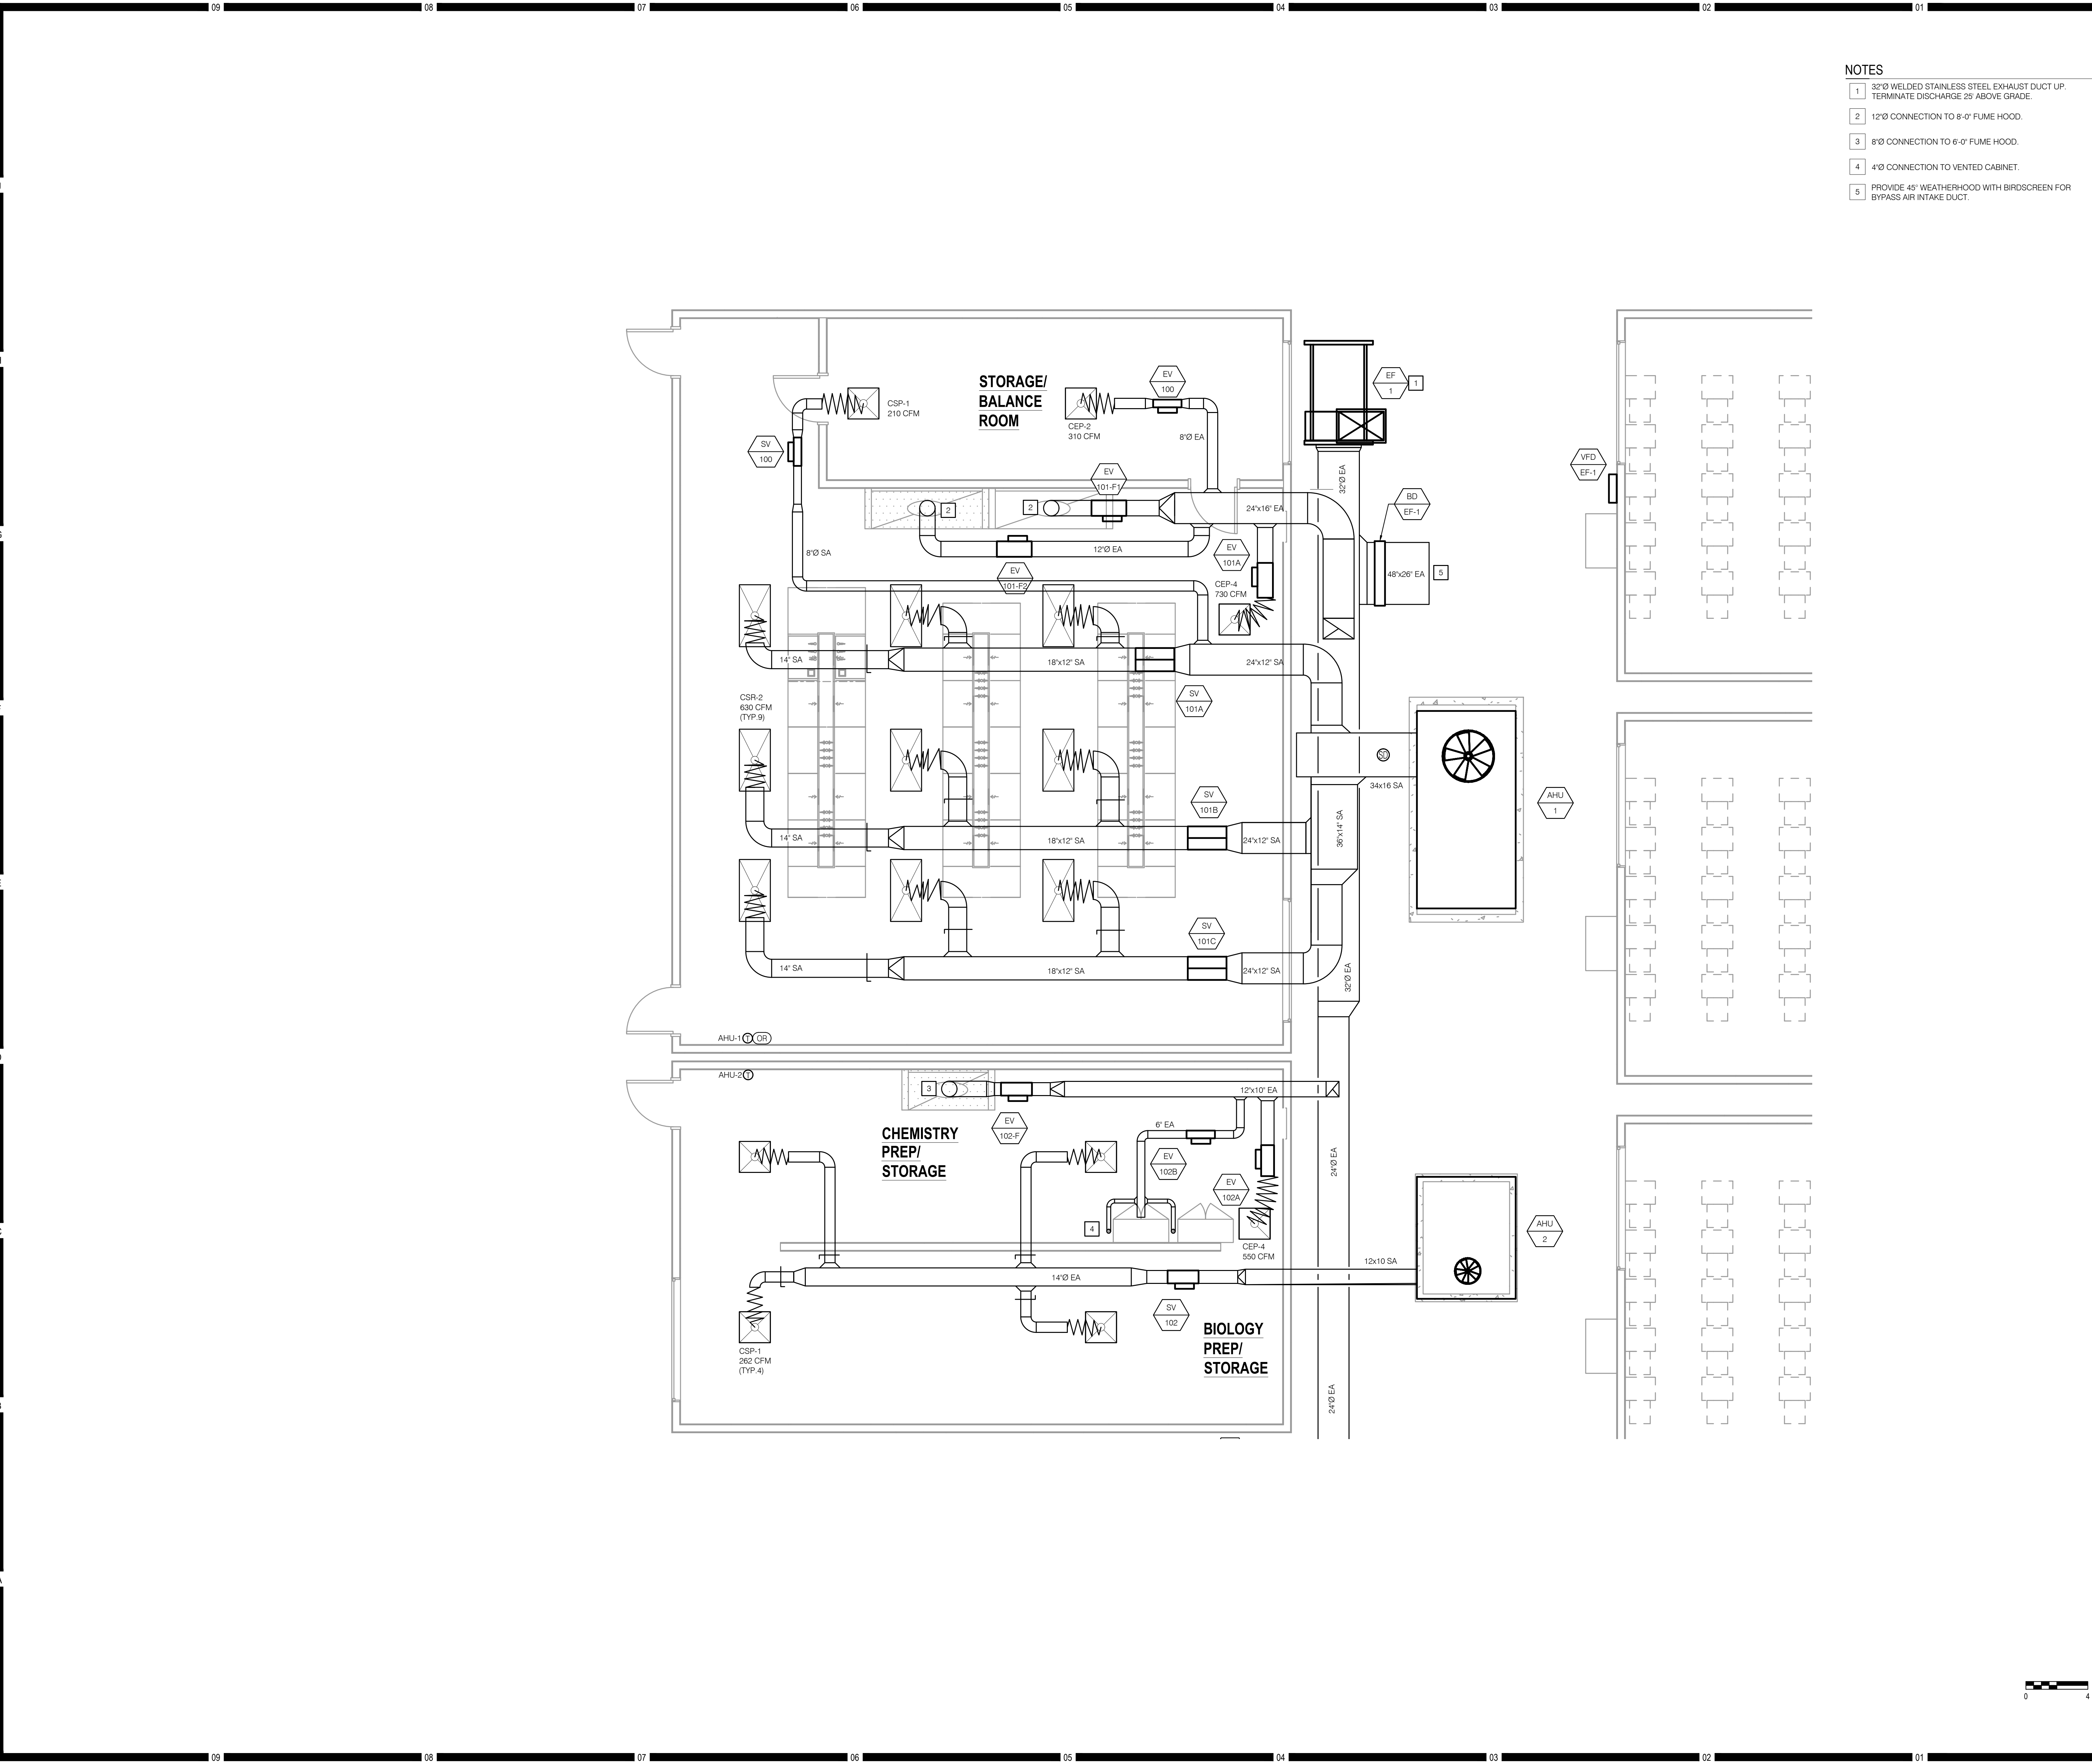 09 08 07 06 05 04 03 02 01
NOTES
1 32"Ø WELDED STAINLESS STEEL EXHAUST DUCT UP.
TERMINATE DISCHARGE 25' ABOVE GRADE.
2 12"Ø CONNECTION TO 8'-0" FUME HOOD.
3 8"Ø CONNECTION TO 6'-0" FUME HOOD.
4 4"Ø CONNECTION TO VENTED CABINET.
5 PROVIDE 45° WEATHERHOOD WITH BIRDSCREEN FOR
BYPASS AIR INTAKE DUCT.
STORAGE/
BALANCE
ROOM
EV
100
EF
1
1
CSP-1
210 CFM
CEP-2
310 CFM
8"Ø EA
SV
100
EV
101-F1
32"Ø EA
VFD
EF-1
BD
EF-1
2
2
24"x16" EA
8"Ø SA
12"Ø EA
EV
101A
EV
101-F2
CEP-4
730 CFM
48"x26" EA
5
14" SA
18"x12" SA
24"x12" SA
CSR-2
630 CFM
(TYP.9)
SV
101A
SD
34x16 SA
SV
101B
AHU
1
14" SA
18"x12" SA
24"x12" SA
36"x14" SA
SV
101C
14" SA
18"x12" SA
24"x12" SA
32"Ø EA
AHU-1 T OR
AHU-2 T
3
12"x10" EA
EV
102-F
6" EA
CHEMISTRY
PREP/
STORAGE
EV
102B
EV
102A
24"Ø EA
4
CEP-4
550 CFM
AHU
2
12x10 SA
14"Ø EA
SV
102
BIOLOGY
PREP/
STORAGE
CSP-1
262 CFM
(TYP.4)
24"Ø EA
0 4
09 08 07 06 05 04 03 02 01